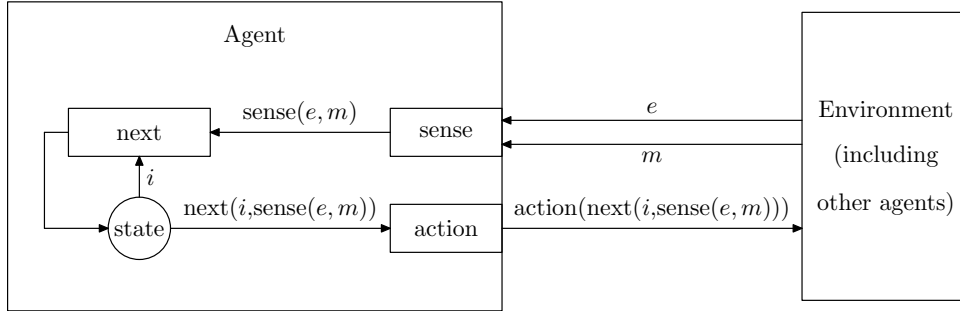 Agent
sense(e, m)
e
next
sense
m
i
next(i,sense(e, m))
action(next(i,sense(e, m)))
state
action
Environment
(including
other agents)